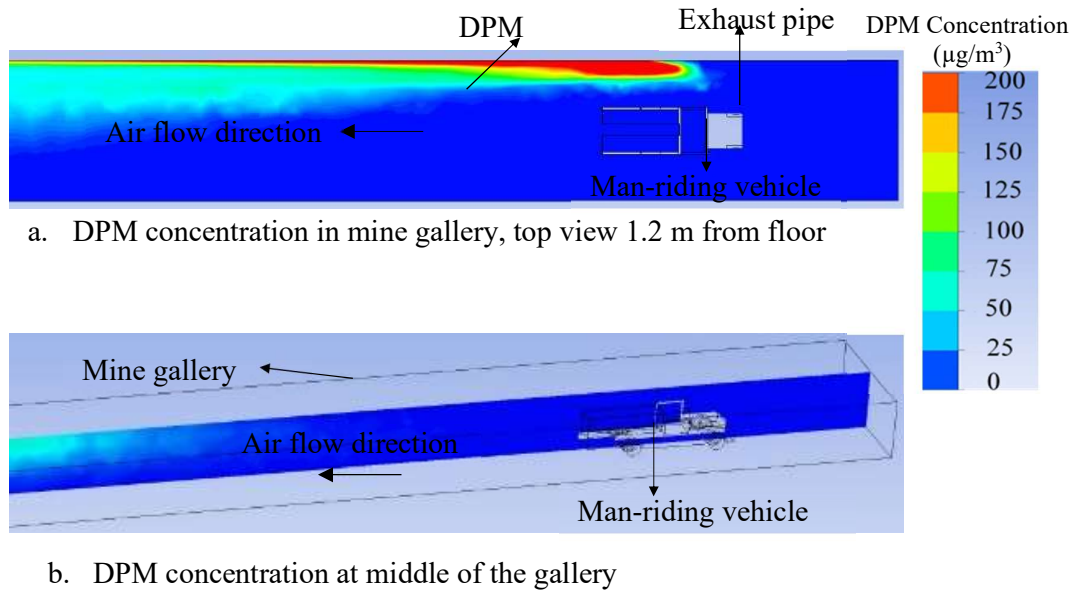 DPM
Exhaust pipe
DPM Concentration
(µg/m³)
200
175
150
125
100
75
50
25
0
Air flow direction
Man-riding vehicle
a. DPM concentration in mine gallery, top view 1.2 m from floor
Mine gallery
Air flow direction
Man-riding vehicle
b. DPM concentration at middle of the gallery